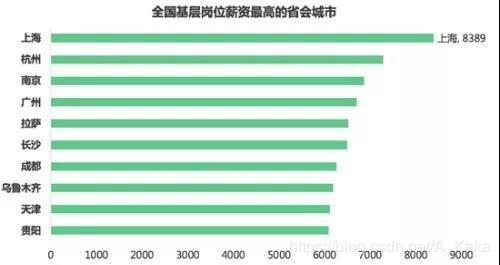 全国基层岗位薪资最高的省会城市
上海
上海, 8389
杭州
南京
广州
拉萨
长沙
成都
乌鲁木齐
天津
贵阳
0 1000 2000 3000 4000 5000 6000 7000 8000 9000
https://blog.csdn.net/A_Kaka